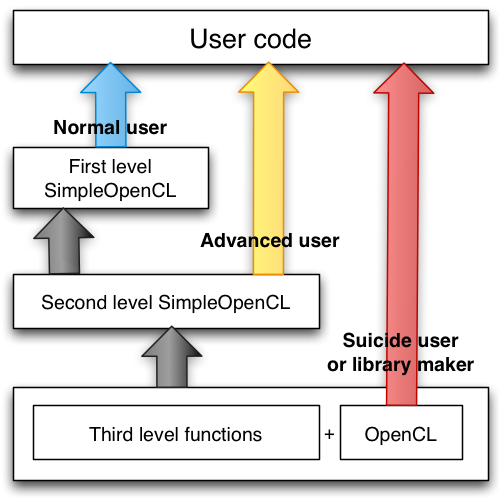 User code
Normal user
First level
SimpleOpenCL
Advanced user
Second level SimpleOpenCL
Suicide user
or library maker
Third level functions + OpenCL